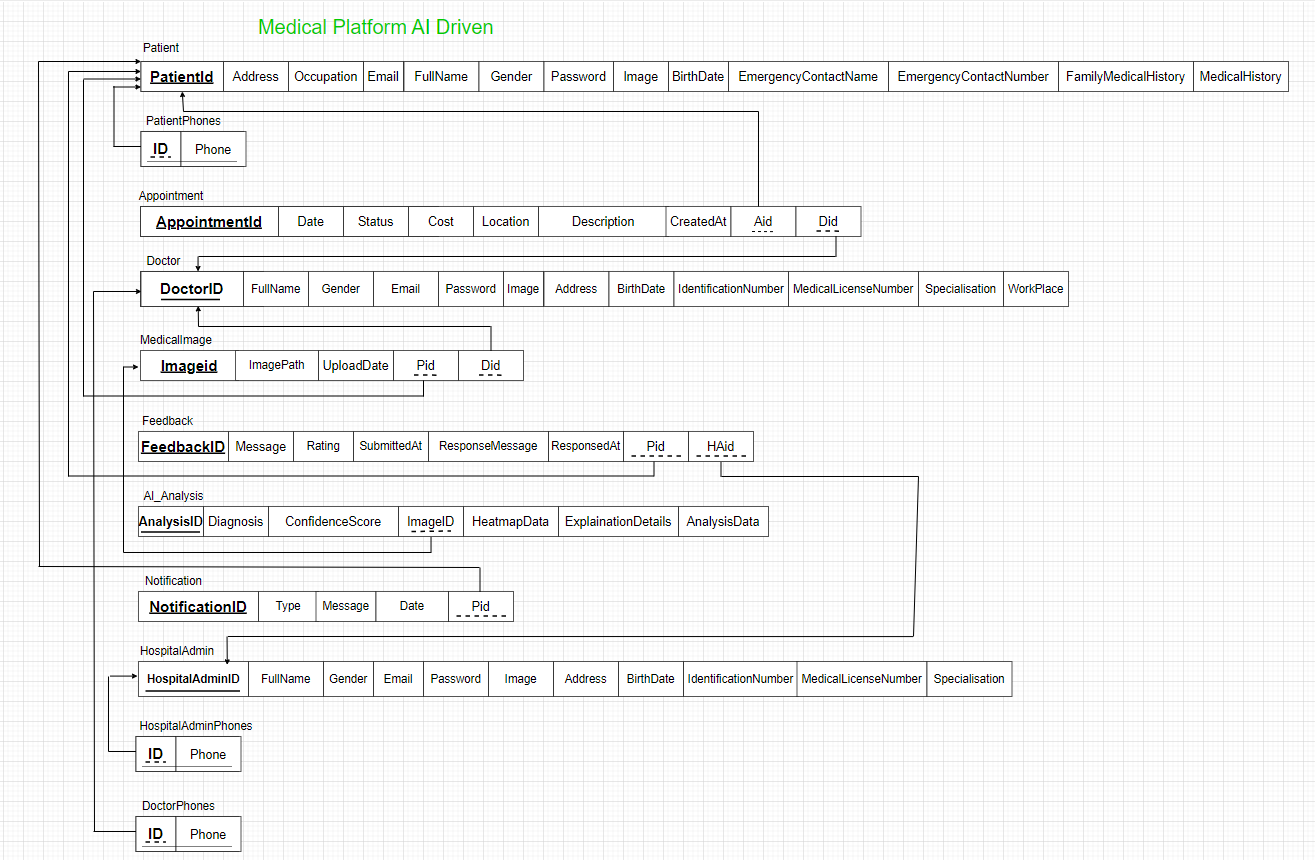 Medical Platform AI Driven
Patient
PatientId Address Occupation Email FullName Gender Password Image BirthDate EmergencyContactName EmergencyContactNumber FamilyMedicalHistory MedicalHistory
PatientPhones
ID Phone
Appointment
AppointmentId Date Status Cost Location Description CreatedAt Aid Did
Doctor
DoctorID FullName Gender Email Password Image Address BirthDate IdentificationNumber MedicalLicenseNumber Specialisation WorkPlace
MedicalImage
Imageid ImagePath UploadDate Pid Did
Feedback
FeedbackID Message Rating SubmittedAt ResponseMessage ResponsedAt Pid HAid
AI_Analysis
AnalysisID Diagnosis ConfidenceScore ImageID HeatmapData ExplainationDetails AnalysisData
Notification
NotificationID Type Message Date Pid
HospitalAdmin
HospitalAdminID FullName Gender Email Password Image Address BirthDate IdentificationNumber MedicalLicenseNumber Specialisation
HospitalAdminPhones
ID Phone
DoctorPhones
ID Phone